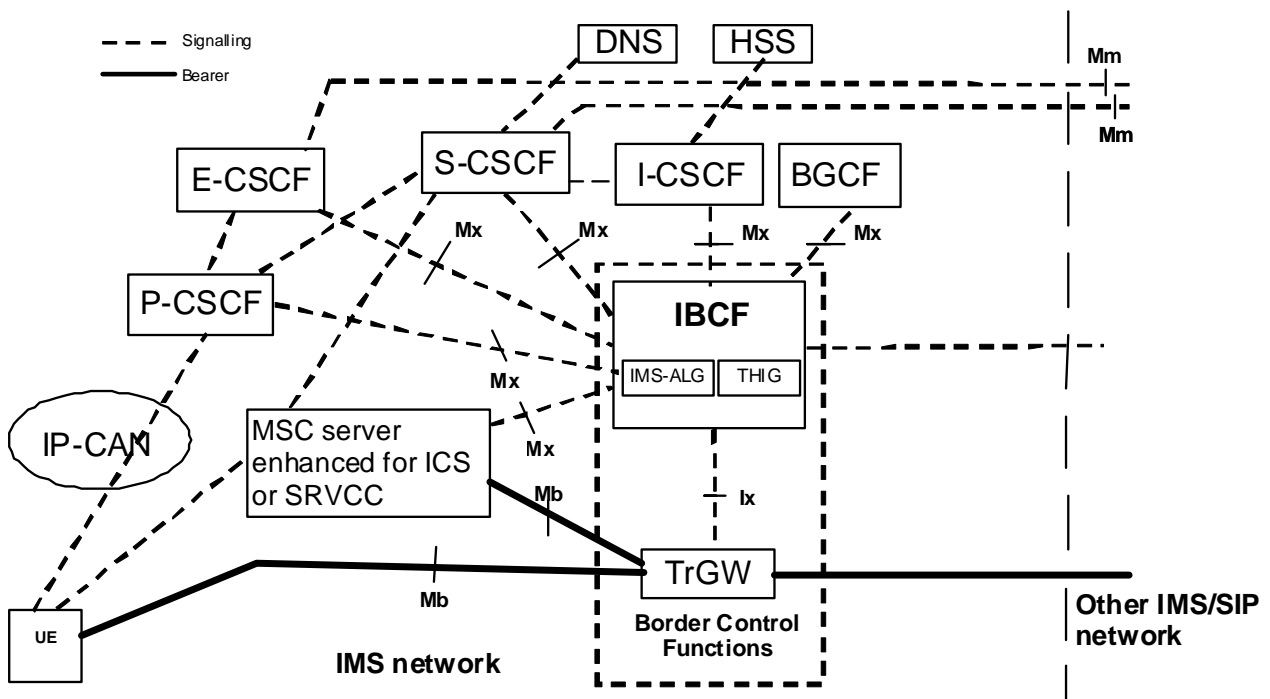 Signalling
Bearer
DNS
HSS
Mm
Mm
E-CSCF
S-CSCF
I-CSCF
BGCF
Mx
Mx
Mx
Mx
P-CSCF
IBCF
IMS-ALG
THIG
Mx
IP-CAN
MSC server
enhanced for ICS
or SRVCC
Mx
Mb
Ix
TrGW
Mb
UE
Border Control
Functions
IMS network
Other IMS/SIP
network